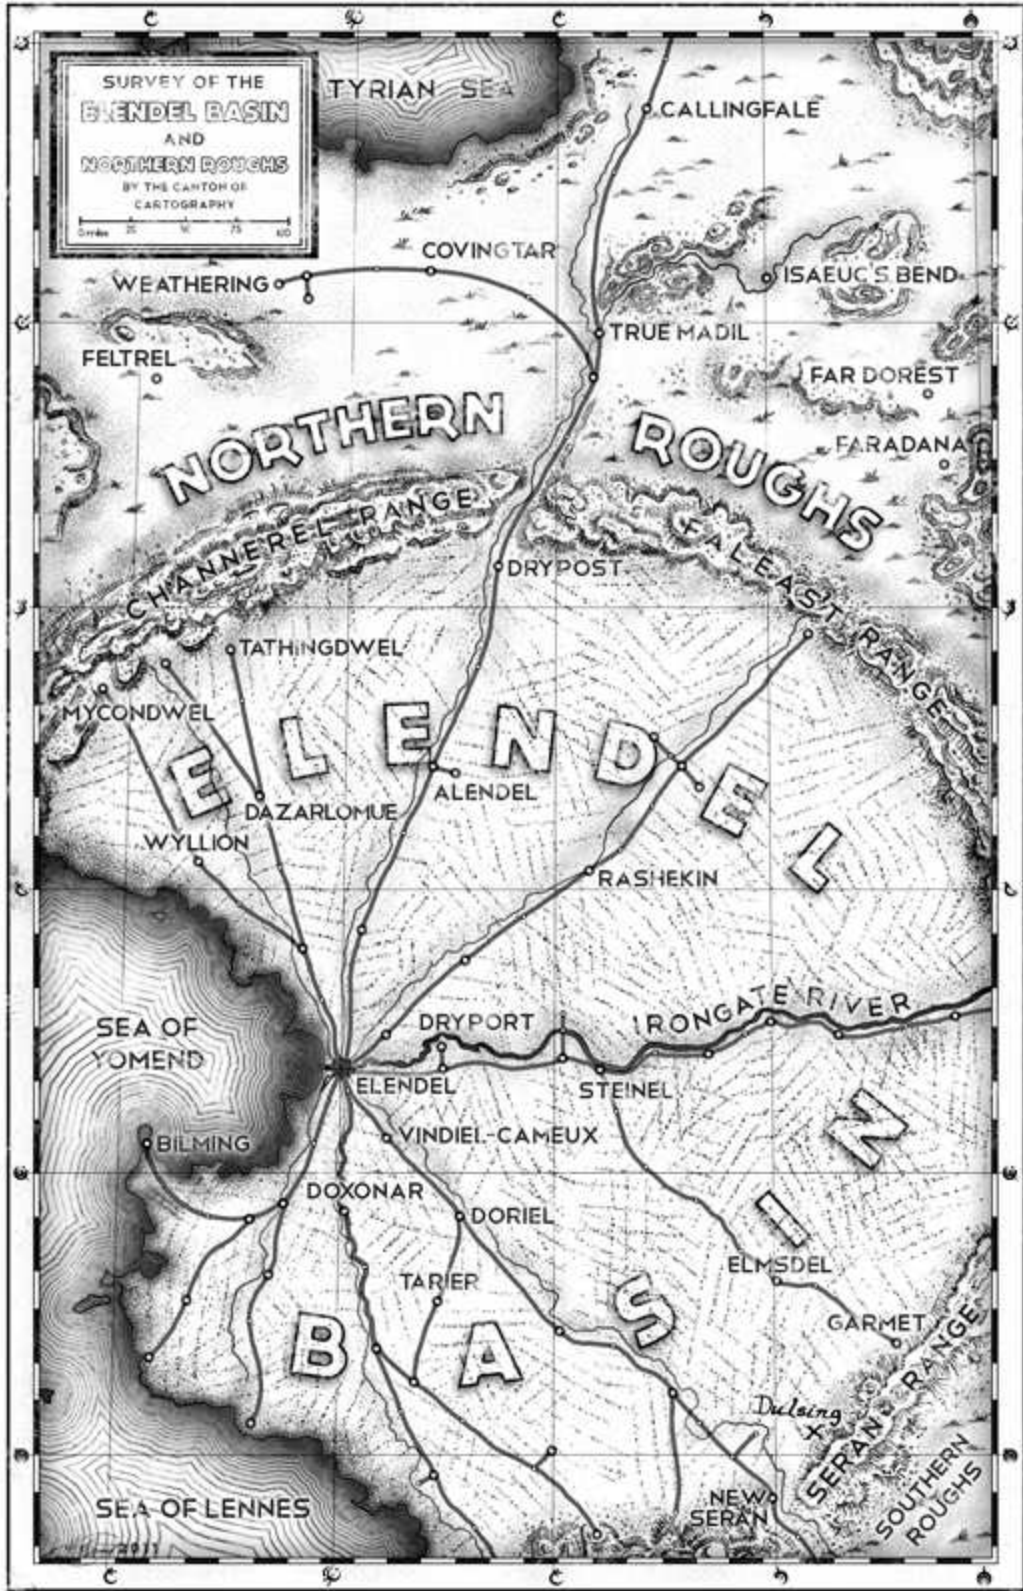 SURVEY OF THE
ELENDEL BASIN
AND
NORTHERN ROUGHS
BY THE CANTON OF
CARTOGRAPHY
0 miles 25 50 75 100
TYRIAN SEA
CALLINGFALE
COVINGTAR
WEATHERING
ISAEUC'S BEND
TRUE MADIL
FELTREL
FAR DOREST
FARADANA
NORTHERN
ROUGHS
CHANNEREL RANGE
FALEAST RANGE
DRYPOST
TATHINGDWEL
MYCONDWEL
ELENDEL
ALENDEL
DAZARLOMUE
WYLLION
RASHEKIN
SEA OF
YOMEND
DRYPORT
IRONGATE RIVER
ELENDEL
STEINEL
BILMING
VINDIEL-CAMEUX
DOXONAR
DORIEL
ELMSDEL
TARIER
GARMET
BASIN
Dulsing
SERAN RANGE
SEA OF LENNES
NEW
SERAN
SOUTHERN
ROUGHS
2011